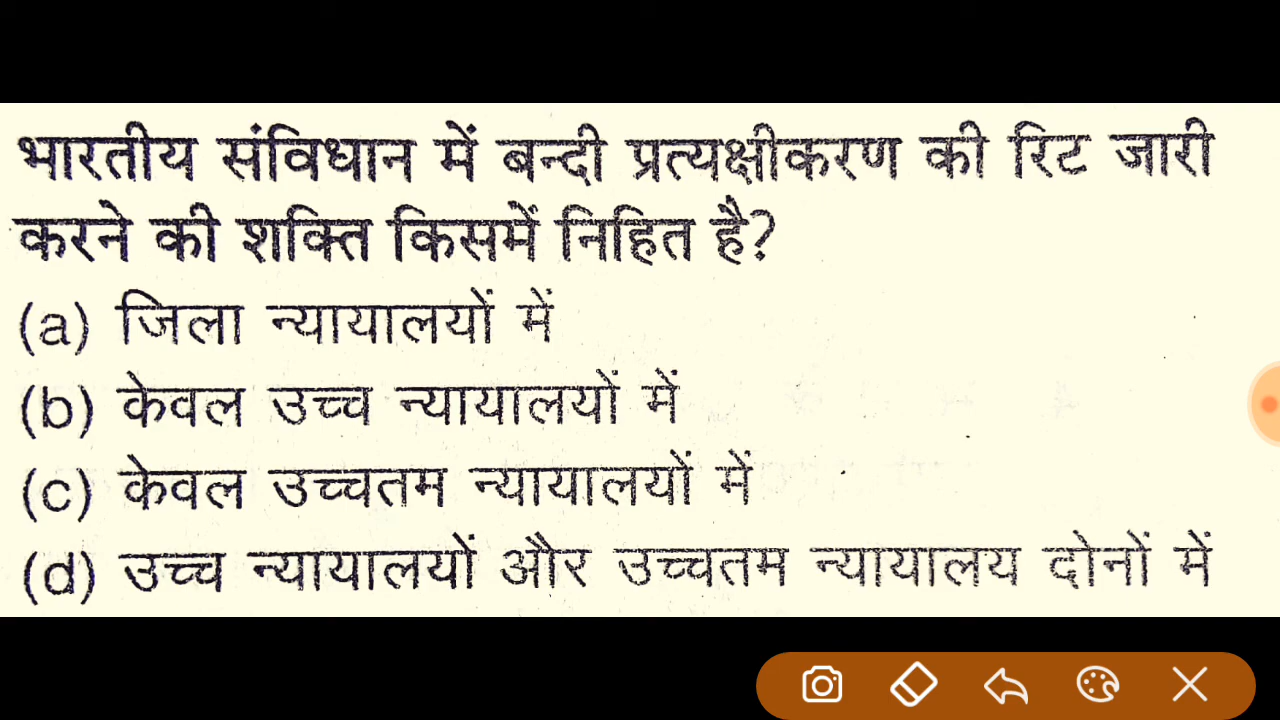 भारतीय संविधान में बन्दी प्रत्यक्षीकरण की रिट जारी
करने की शक्ति किसमें निहित है?
(a) जिला न्यायालयों में
(b) केवल उच्च न्यायालयों में
(c) केवल उच्चतम न्यायालयों में
(d) उच्च न्यायालयों और उच्चतम न्यायालय दोनों में